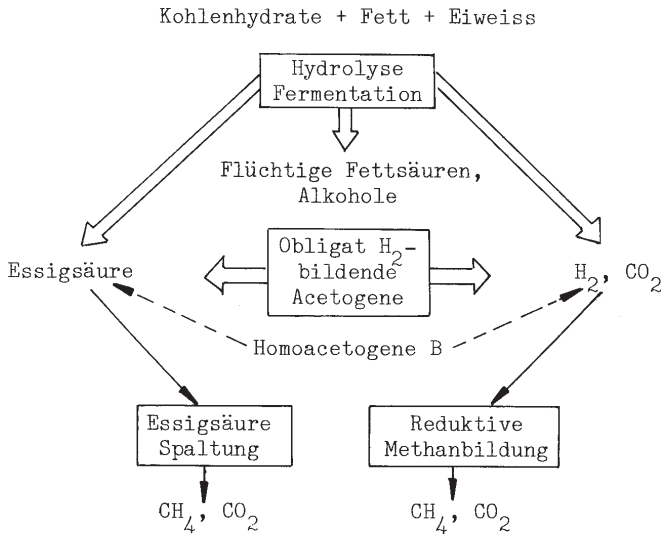 Kohlenhydrate + Fett + Eiweiss
Hydrolyse
Fermentation
Flüchtige Fettsäuren,
Alkohole
Essigsäure
Obligat H₂-
bildende
Acetogene
H₂, CO₂
Homoacetogene B
Essigsäure
Spaltung
Reduktive
Methanbildung
CH₄, CO₂
CH₄, CO₂